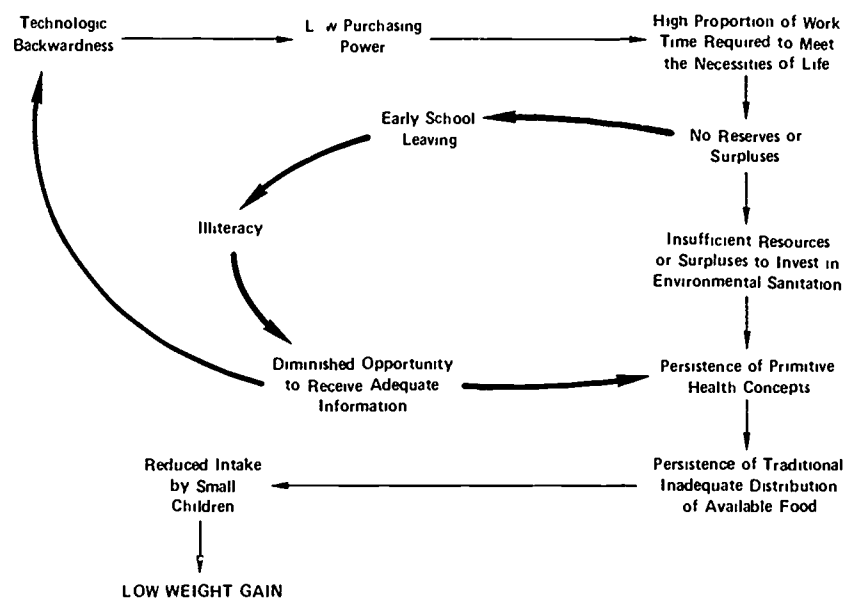 Technologic
Backwardness
L w Purchasing
Power
High Proportion of Work
Time Required to Meet
the Necessities of Life
Early School
Leaving
No Reserves or
Surpluses
Illiteracy
Insufficient Resources
or Surpluses to Invest in
Environmental Sanitation
Diminished Opportunity
to Receive Adequate
Information
Persistence of Primitive
Health Concepts
Reduced Intake
by Small
Children
Persistence of Traditional
Inadequate Distribution
of Available Food
LOW WEIGHT GAIN